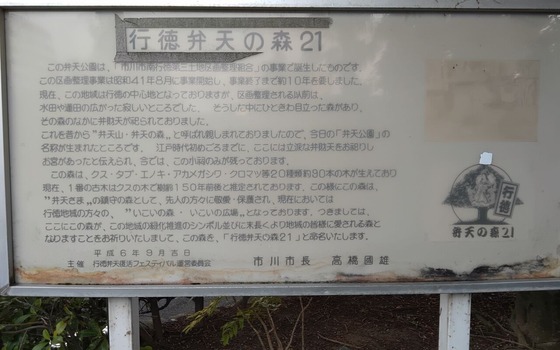 行徳弁天の森21
この弁天公園は、「市川市南行徳第三土地区画整理組合」の事業で誕生したものです。
この区画整理事業は昭和41年8月に事業開始し、事業終了まで約10年を要しました。
現在、この地域は行徳の中心地となっておりますが、区画整理される以前は、
水田や蓮田の広がった寂しいところでした。 そうした中にひときわ目立った森があり、
その森のなかに弁財天が祀られておりました。
これを昔から“弁天山・弁天の森”と呼ばれ親しまれておりましたので、今日の「弁天公園」の
名称が生まれたところです。 江戸時代初めごろまでに、ここには立派な弁財天をお祀りし
お宮があったと伝えられ、今では、この小祠のみが残っております。
この森は、クス・タブ・エノキ・アカメガシワ・クロマツ等20種類約90本の木が生えており
現在、1番の古木はクスの木で樹齢150年前後と推定されております。この様にこの森は、
“弁天さま”の鎮守の森として、先人の方々に敬愛・保護され、現在においては
行徳地域の方々の、“いこいの森・いこいの広場”となっております。つきましては、
ここにこの森が、この地域の緑化推進のシンボル並びに末長くより地域の皆様に愛される森と
なりますことをお祈りいたしまして、この森を、「行徳弁天の森21」と命名いたします。
平成6年9月吉日
主催 行徳弁天復活フェスティバル運営委員会
市川市長 高橋國雄
行徳
弁天の森21